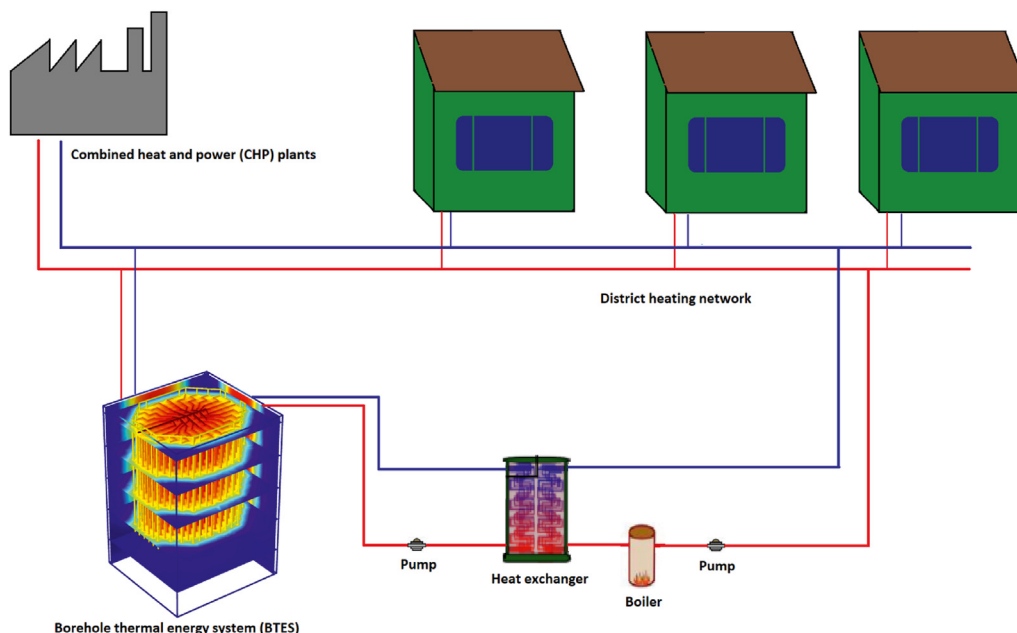 Combined heat and power (CHP) plants
District heating network
Pump
Heat exchanger
Pump
Boiler
Borehole thermal energy system (BTES)